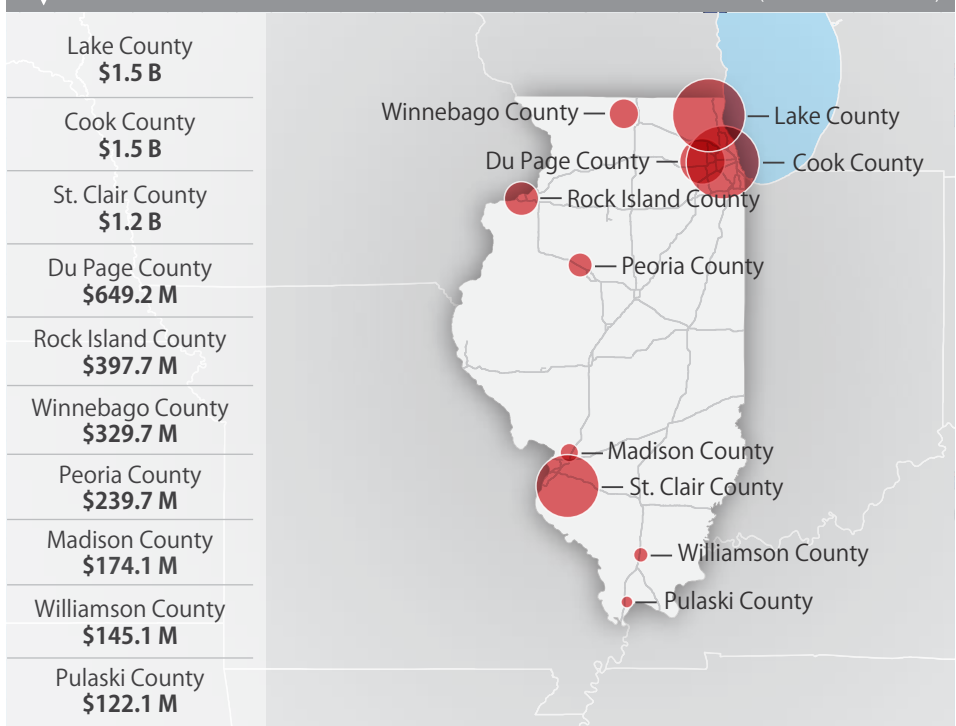 Lake County
$1.5 B
Cook County
$1.5 B
St. Clair County
$1.2 B
Du Page County
$649.2 M
Rock Island County
$397.7 M
Winnebago County
$329.7 M
Peoria County
$239.7 M
Madison County
$174.1 M
Williamson County
$145.1 M
Pulaski County
$122.1 M
Winnebago County
Lake County
Du Page County
Cook County
Rock Island County
Peoria County
Madison County
St. Clair County
Williamson County
Pulaski County